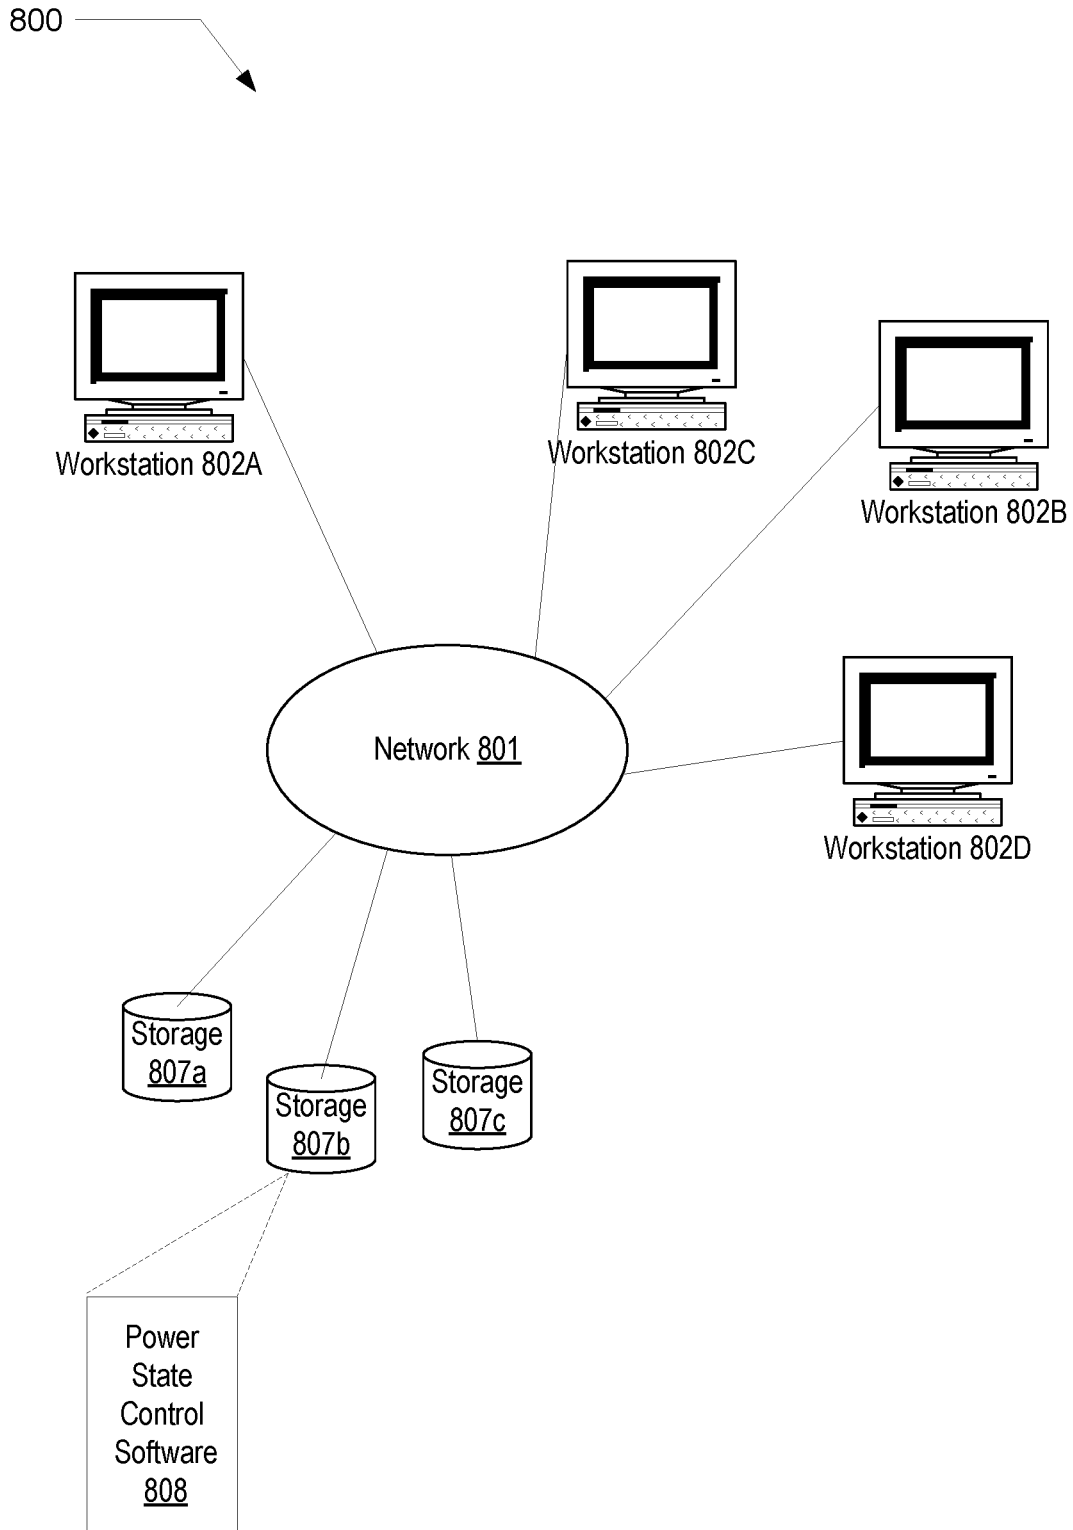 800
Workstation 802A
Workstation 802C
Workstation 802B
Network 801
Workstation 802D
Storage
807a
Storage
807b
Storage
807c
Power
State
Control
Software
808